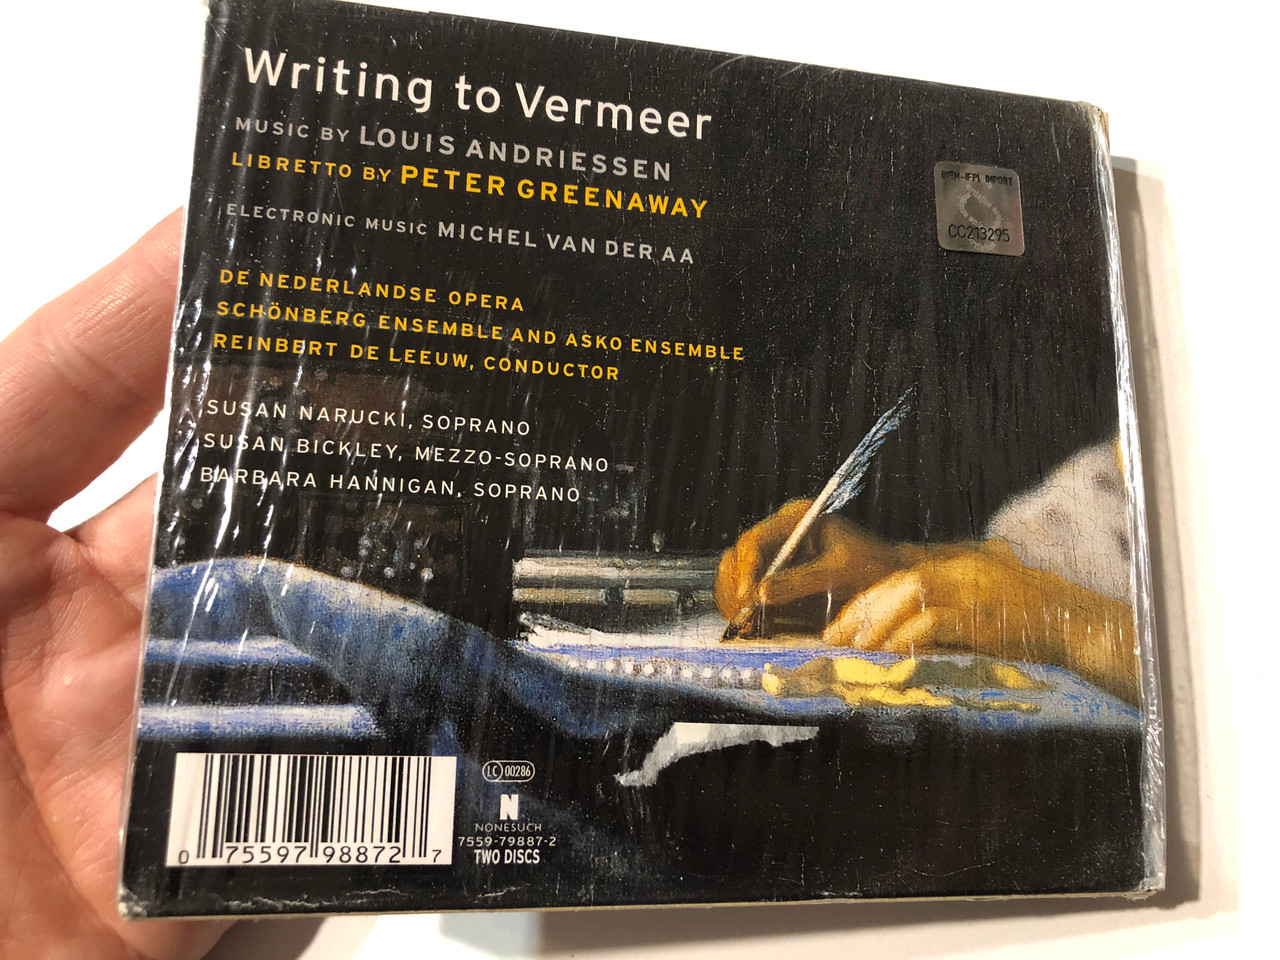 Writing to Vermeer
MUSIC BY LOUIS ANDRIESSEN
LIBRETTO BY PETER GREENAWAY
ELECTRONIC MUSIC MICHEL VAN DER AA
DE NEDERLANDSE OPERA
SCHÖNBERG ENSEMBLE AND ASKO ENSEMBLE
REINBERT DE LEEUW, CONDUCTOR
SUSAN NARUCKI, SOPRANO
SUSAN BICKLEY, MEZZO-SOPRANO
BARBARA HANNIGAN, SOPRANO
BIEM-IFPI IMPORT
CC213295
LC 00286
N
NONESUCH
7559-79887-2
TWO DISCS
0 75597 98872 7